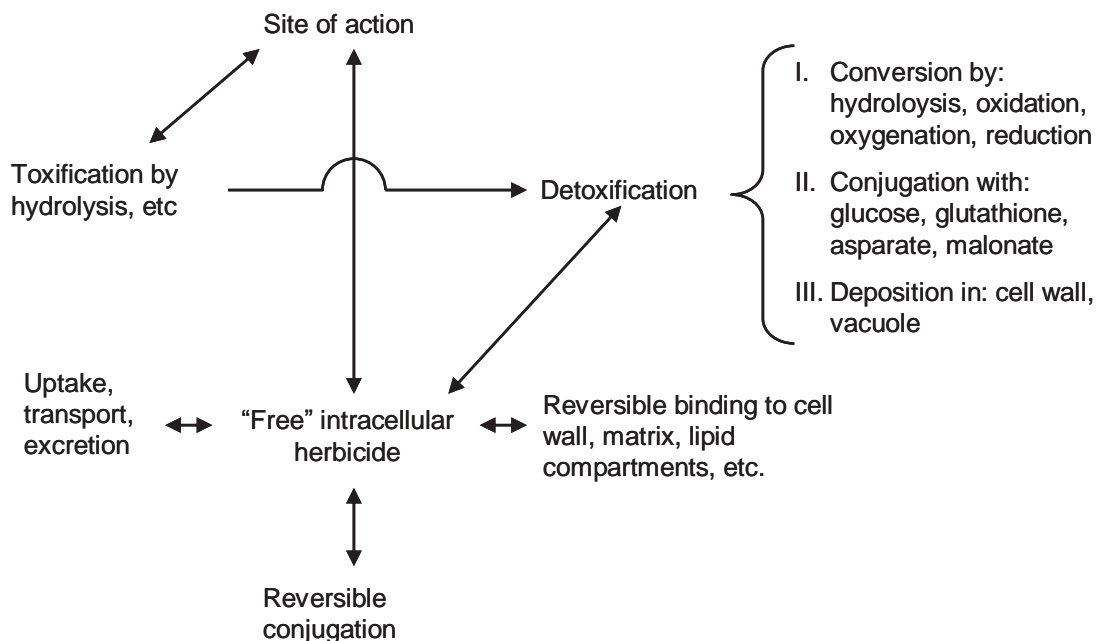 Site of action
Toxification by
hydrolysis, etc
Detoxification
I. Conversion by:
hydroloysis, oxidation,
oxygenation, reduction
II. Conjugation with:
glucose, glutathione,
asparate, malonate
III. Deposition in: cell wall,
vacuole
Uptake,
transport,
excretion
“Free” intracellular
herbicide
Reversible binding to cell
wall, matrix, lipid
compartments, etc.
Reversible
conjugation